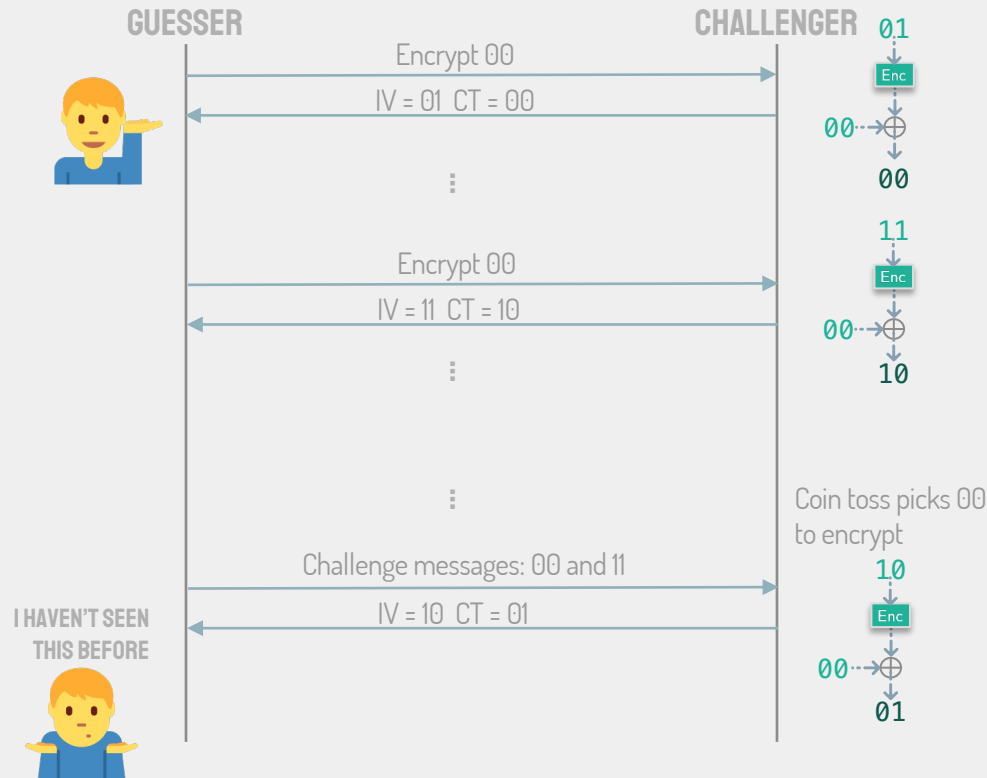 GUESSER
CHALLENGER
01
Encrypt 00
Enc
IV = 01 CT = 00
00
00
11
Encrypt 00
Enc
IV = 11 CT = 10
00
10
Coin toss picks 00
to encrypt
Challenge messages: 00 and 11
10
IV = 10 CT = 01
Enc
I HAVEN'T SEEN
THIS BEFORE
00
01